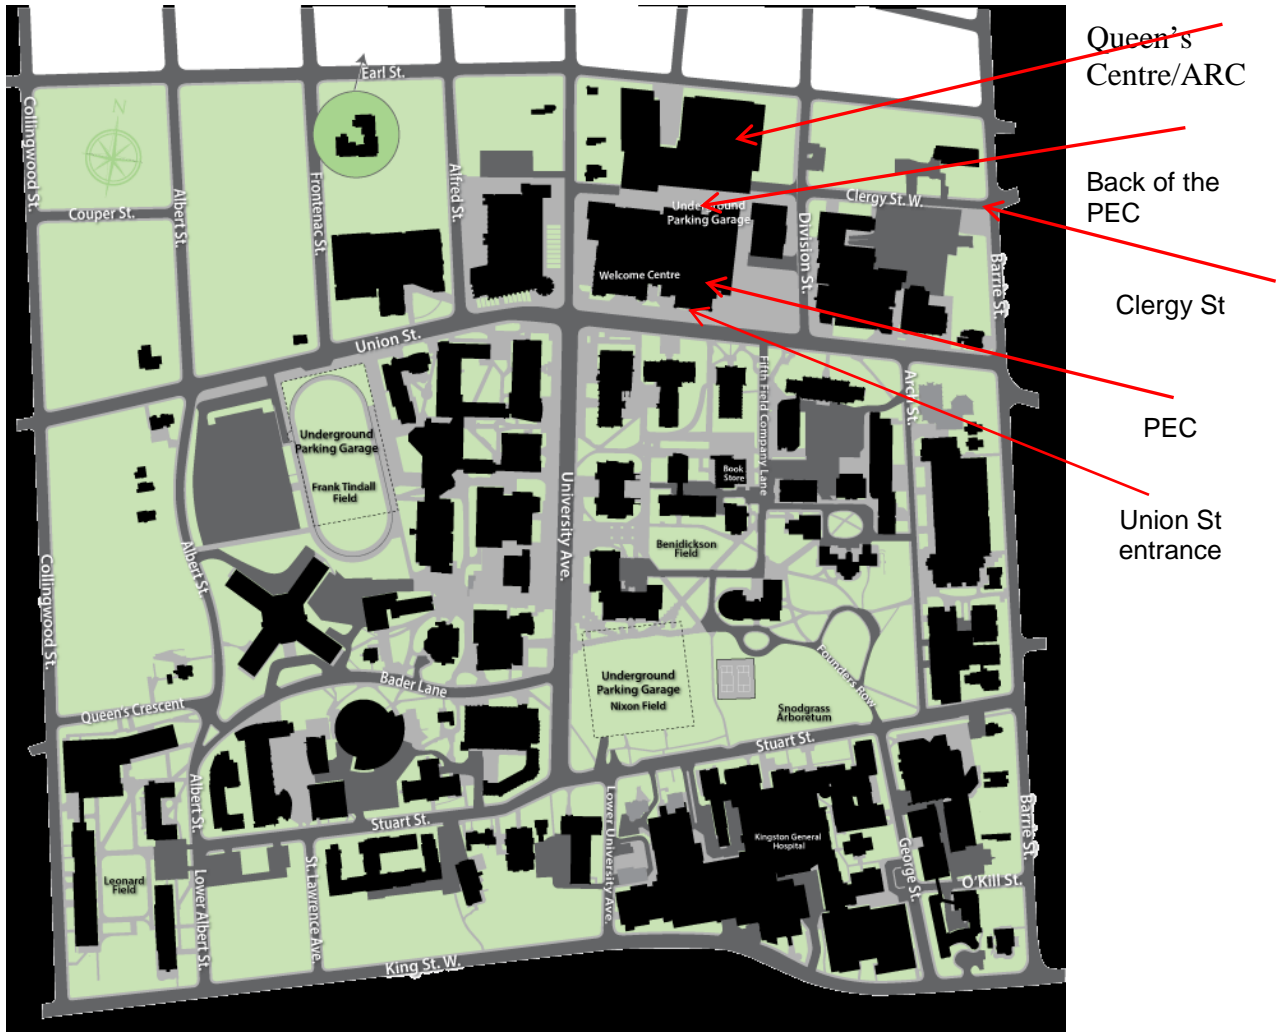 Queen's
Centre/ARC
Back of the
PEC
Clergy St
PEC
Union St
entrance
Earl St.
N
Collingwood St.
Couper St.
Albert St.
Frontenac St.
Alfred St.
Clergy St. W.
Underground
Parking Garage
Division St.
Welcome Centre
Barrie St.
Union St.
Fifth Field Company Lane
Arch St.
Underground
Parking Garage
Frank Tindall
Field
Book
Store
University Ave.
Benidickson
Field
Albert St.
Collingwood St.
Founders Row
Underground
Parking Garage
Nixon Field
Bader Lane
Queen's Crescent
Snodgrass
Arboretum
Stuart St.
Albert St.
Stuart St.
Lower University Ave.
Kingston General
Hospital
Barrie St.
George St.
O'Kill St.
Leonard
Field
Lower Albert St.
St. Lawrence Ave.
King St. W.